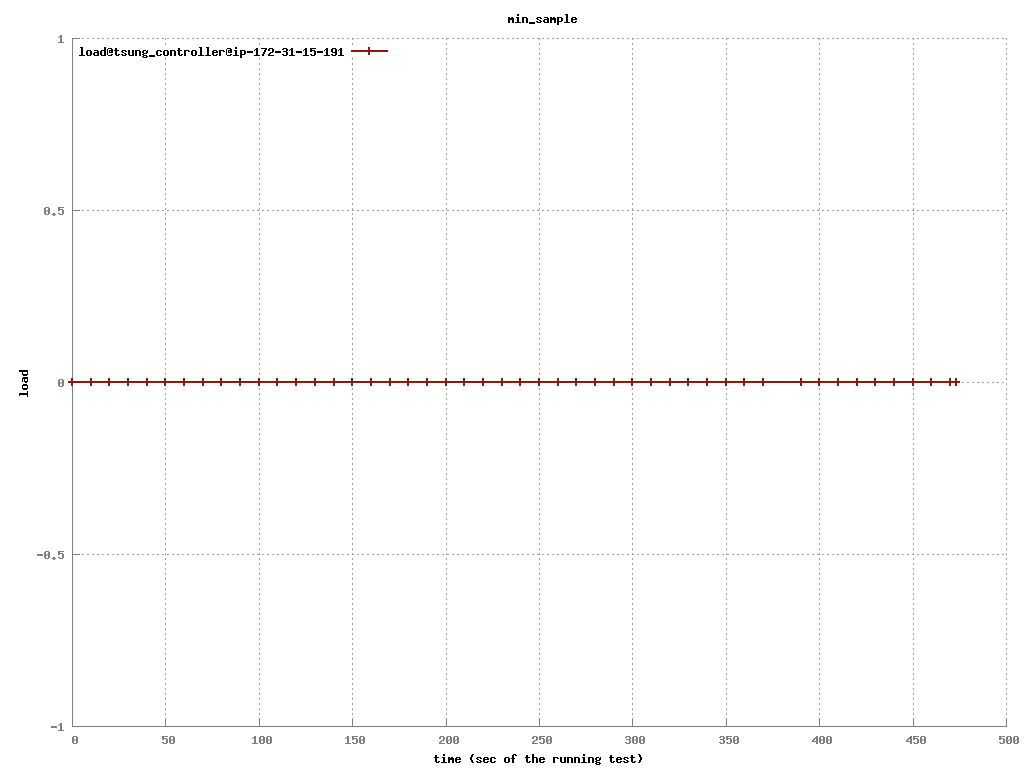 min_sample
load@tsung_controller@ip-172-31-15-191
1
0.5
0
-0.5
-1
load
0 50 100 150 200 250 300 350 400 450 500
time (sec of the running test)